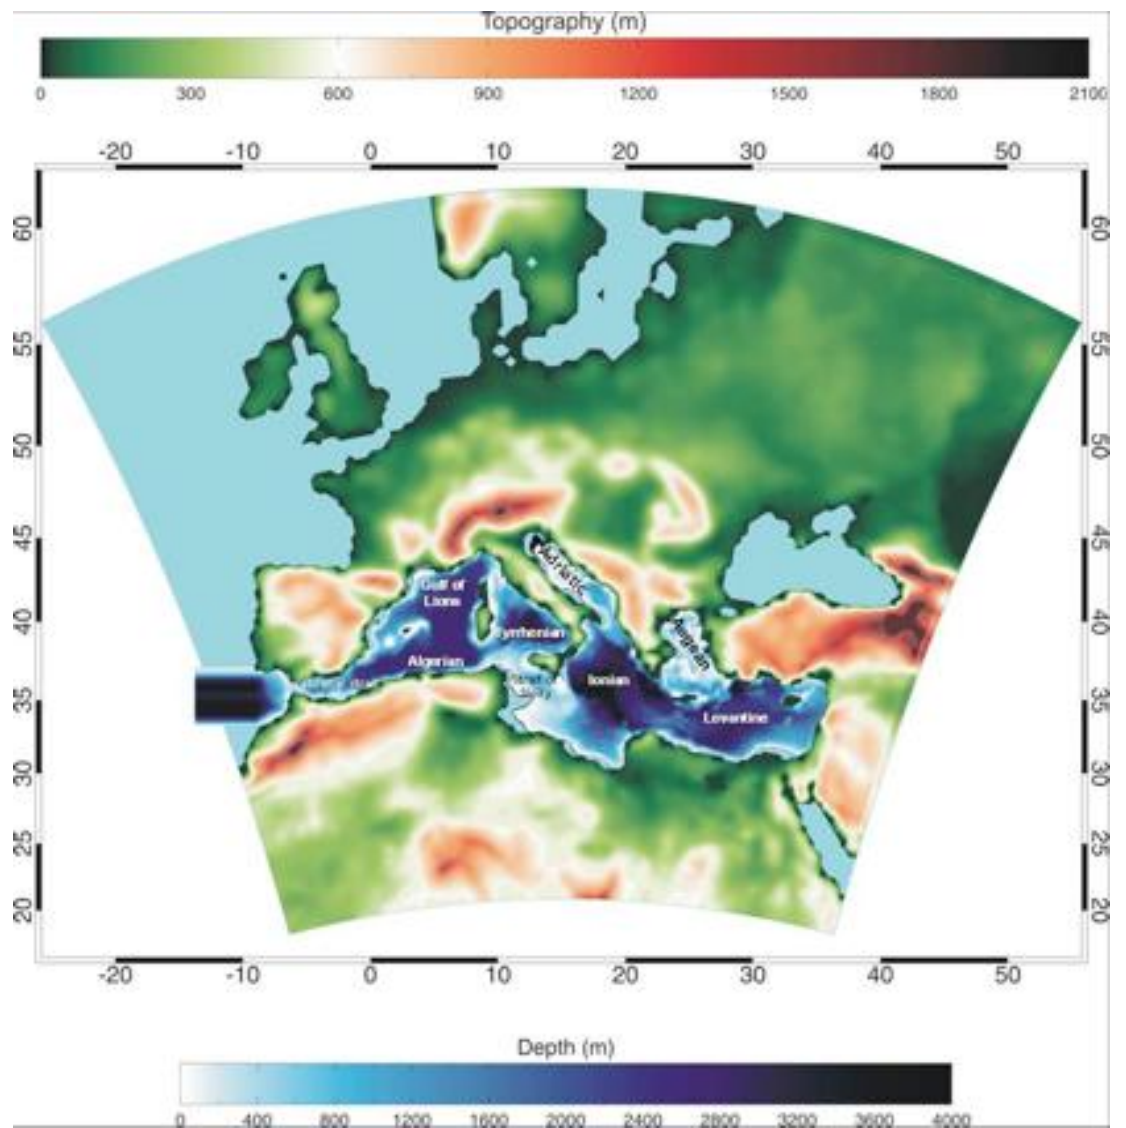 Topography (m)
0 300 600 900 1200 1500 1800 2100
-20 -10 0 10 20 30 40 50
60 60
55 55
50 50
45 45
40 40
35 35
30 30
25 25
20 20
Adriatic
Gulf of
Lions
Tyrrhenian
Aegean
Algerian
Ionian
Levantine
-20 -10 0 10 20 30 40 50
Depth (m)
0 400 800 1200 1600 2000 2400 2800 3200 3600 4000